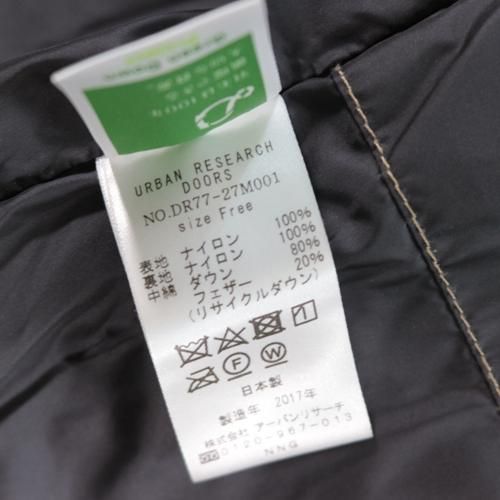 URBAN RESEARCH
DOORS
NO.DR77-27M001
size Free
表地 ナイロン 100%
裏地 ナイロン 100%
中綿 ダウン 80%
フェザー 20%
(リサイクルダウン)
1
F W
日本製
製造年 2017年
株式会社 アーバンリサーチ
0120-967-013
NNG